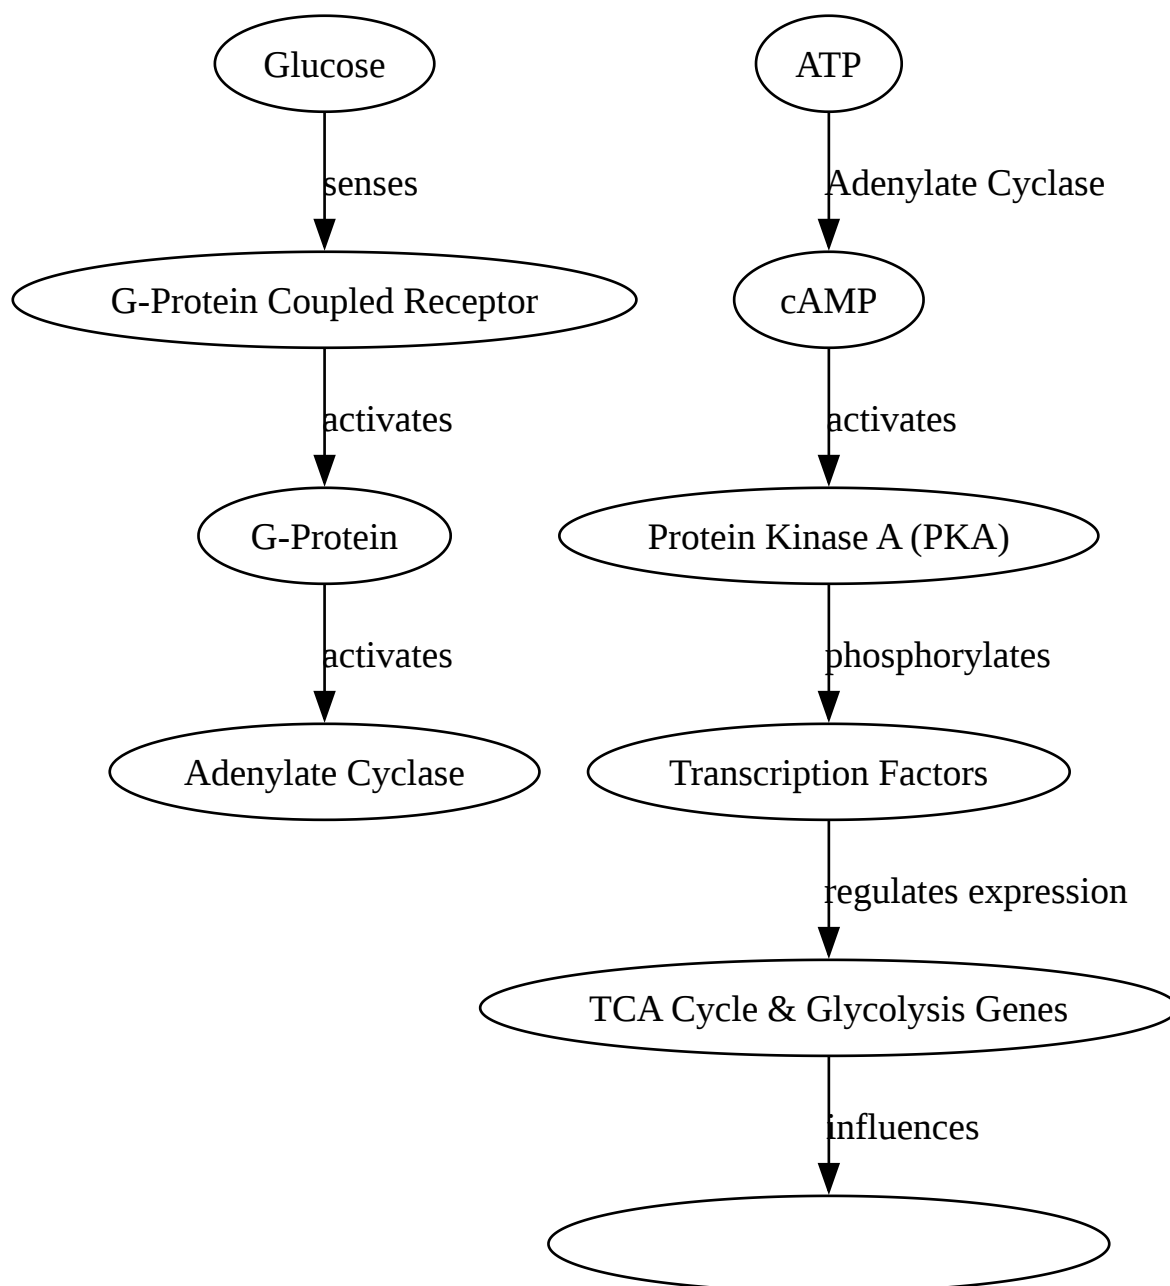 Glucose
ATP
senses
Adenylate Cyclase
G-Protein Coupled Receptor
cAMP
activates
activates
G-Protein
Protein Kinase A (PKA)
activates
phosphorylates
Adenylate Cyclase
Transcription Factors
regulates expression
TCA Cycle & Glycolysis Genes
influences